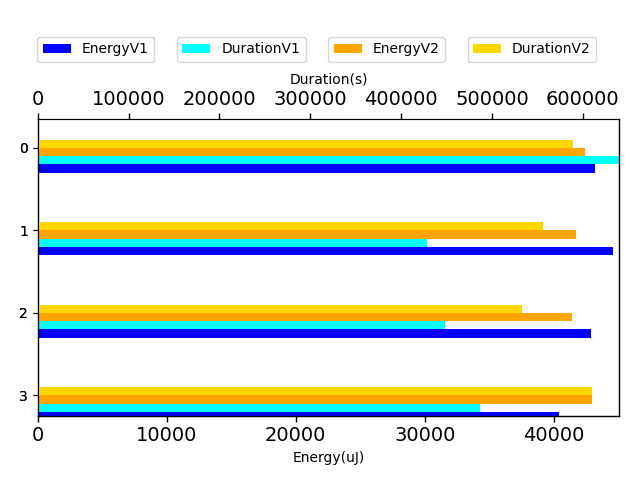 EnergyV1 DurationV1 EnergyV2 DurationV2
Duration(s)
0 100000 200000 300000 400000 500000 600000
0
1
2
3
0 10000 20000 30000 40000
Energy(uJ)